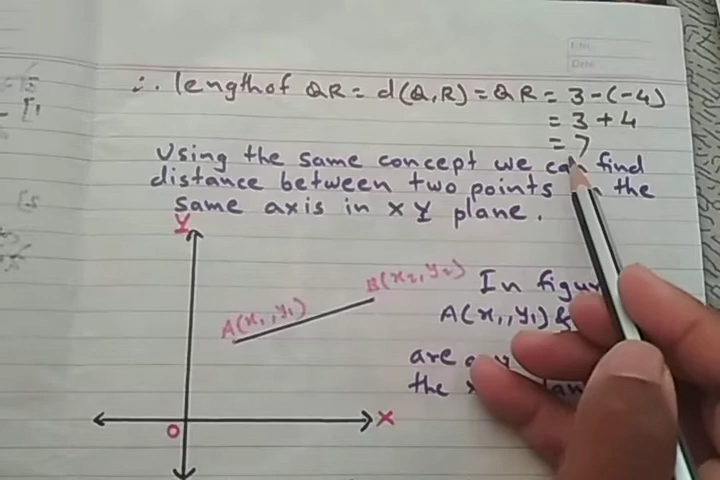 ∴ length of QR = d(Q,R) = QR = 3-(-4)
= 3 + 4
= 7
Using the same concept we can find
distance between two points the
same axis in XY plane.
Y
A(x₁,y₁)
B(x₂,y₂)
O
X
In figur
A(x₁,y₁) &
are
the